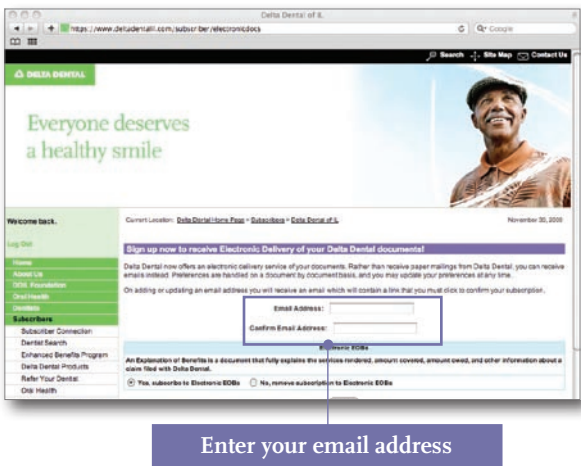 Delta Dental of IL
https://www.deltadentalil.com/subscriber/electronicdocs
Google
Search Site Map Contact Us
DELTA DENTAL
Everyone deserves
a healthy smile
Welcome back.
Current Location: Delta Dental Home Page > Subscribers > Delta Dental of IL
November 30, 2009
Log Out
Sign up now to receive Electronic Delivery of your Delta Dental documents!
Home
About Us
DDIL Foundation
Oral Health
Dentists
Subscribers
Subscriber Connection
Dental Search
Enhanced Benefits Program
Delta Dental Products
Refer Your Dentist
Oral Health
Delta Dental now offers an electronic delivery service of your documents. Rather than receive paper mailings from Delta Dental, you can receive
emails instead. Preferences are handled on a document by document basis, and you may update your preferences at any time.
On adding or updating an email address you will receive an email which will contain a link that you must click to confirm your subscription.
Email Address:
Confirm Email Address:
Electronic EOBs
An Explanation of Benefits is a document that fully explains the services rendered, amount covered, amount owed, and other information about a
claim filed with Delta Dental.
Yes, subscribe to Electronic EOBs No, remove subscription to Electronic EOBs
Enter your email address